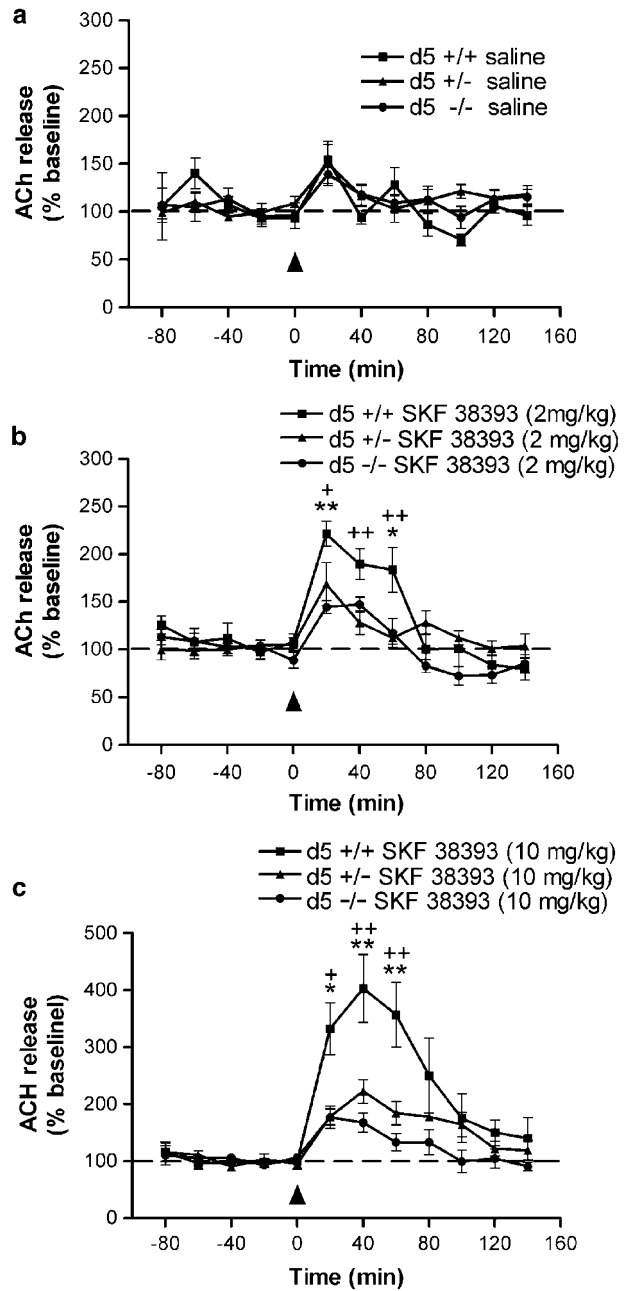 a
300
250
200
150
100
50
0
ACh release
(% baseline)
d5 +/+ saline
d5 +/- saline
d5 -/- saline
-80 -40 0 40 80 120 160
Time (min)
d5 +/+ SKF 38393 (2mg/kg)
d5 +/- SKF 38393 (2 mg/kg)
d5 -/- SKF 38393 (2 mg/kg)
b
300
250
200
150
100
50
0
ACh release
(% baseline)
+
**
++
++
*
-80 -40 0 40 80 120 160
Time (min)
d5 +/+ SKF 38393 (10 mg/kg)
d5 +/- SKF 38393 (10 mg/kg)
d5 -/- SKF 38393 (10 mg/kg)
c
500
400
300
200
100
0
ACH release
(% baselinel)
+
*
++
**
++
**
-80 -40 0 40 80 120 160
Time (min)